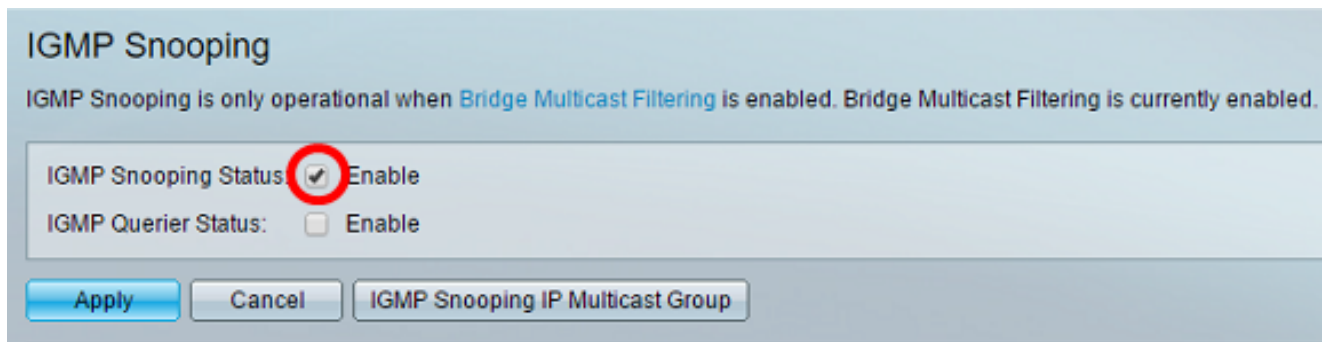 IGMP Snooping
IGMP Snooping is only operational when Bridge Multicast Filtering is enabled. Bridge Multicast Filtering is currently enabled.
IGMP Snooping Status: Enable
IGMP Querier Status: Enable
Apply Cancel IGMP Snooping IP Multicast Group